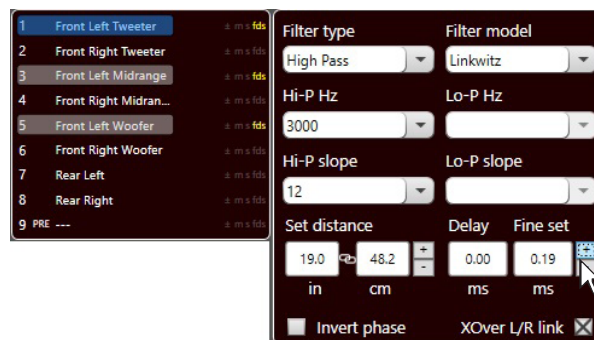 1 Front Left Tweeter ± m s fds
2 Front Right Tweeter ± m s fds
3 Front Left Midrange ± m s fds
4 Front Right Midran... ± m s fds
5 Front Left Woofer ± m s fds
6 Front Right Woofer ± m s fds
7 Rear Left ± m s fds
8 Rear Right ± m s fds
9 PRE --- ± m s fds
Filter type Filter model
High Pass Linkwitz
Hi-P Hz Lo-P Hz
3000
Hi-P slope Lo-P slope
12
Set distance Delay Fine set
19.0 48.2 + - 0.00 0.19 +
in cm ms ms
Invert phase XOver L/R link